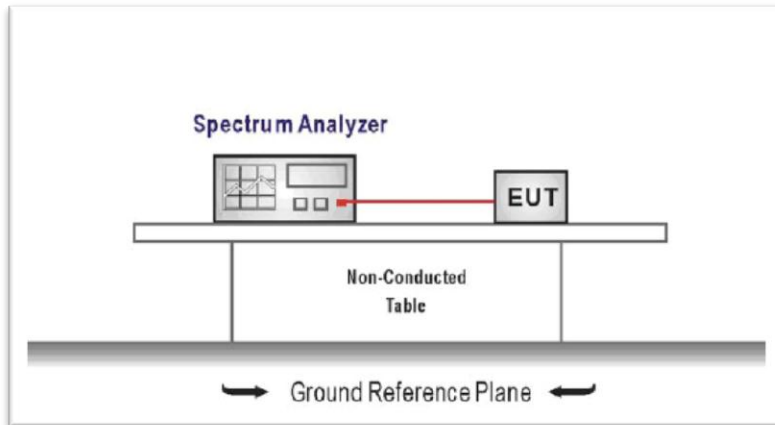 Spectrum Analyzer
EUT
Non-Conducted
Table
Ground Reference Plane